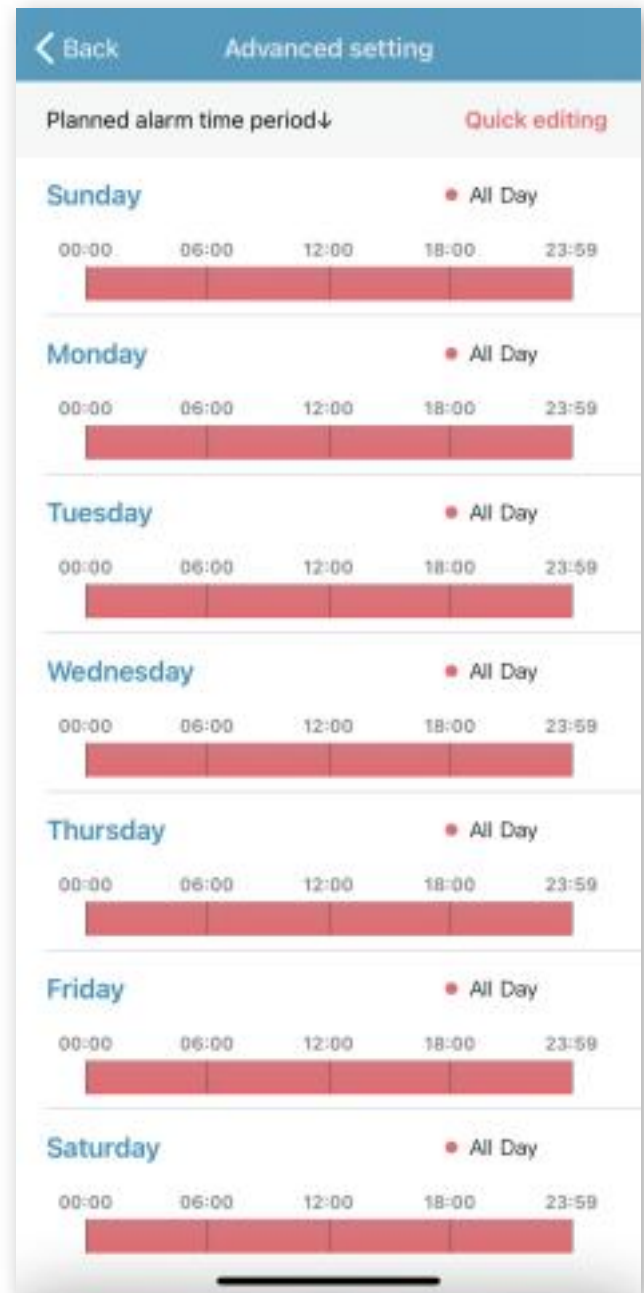 Back Advanced setting
Planned alarm time period↓ Quick editing
Sunday All Day
00:00 06:00 12:00 18:00 23:59
Monday All Day
00:00 06:00 12:00 18:00 23:59
Tuesday All Day
00:00 06:00 12:00 18:00 23:59
Wednesday All Day
00:00 06:00 12:00 18:00 23:59
Thursday All Day
00:00 06:00 12:00 18:00 23:59
Friday All Day
00:00 06:00 12:00 18:00 23:59
Saturday All Day
00:00 06:00 12:00 18:00 23:59